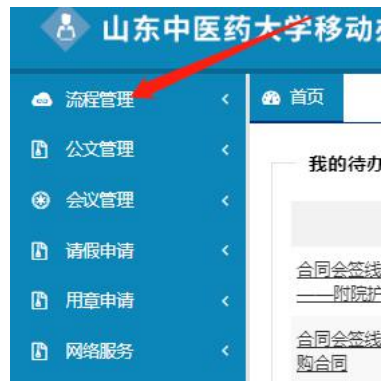 山东中医药大学移动
流程管理
首页
公文管理
我的待办
会议管理
请假申请
合同会签线
——附院护
用章申请
合同会签线
网络服务
购合同